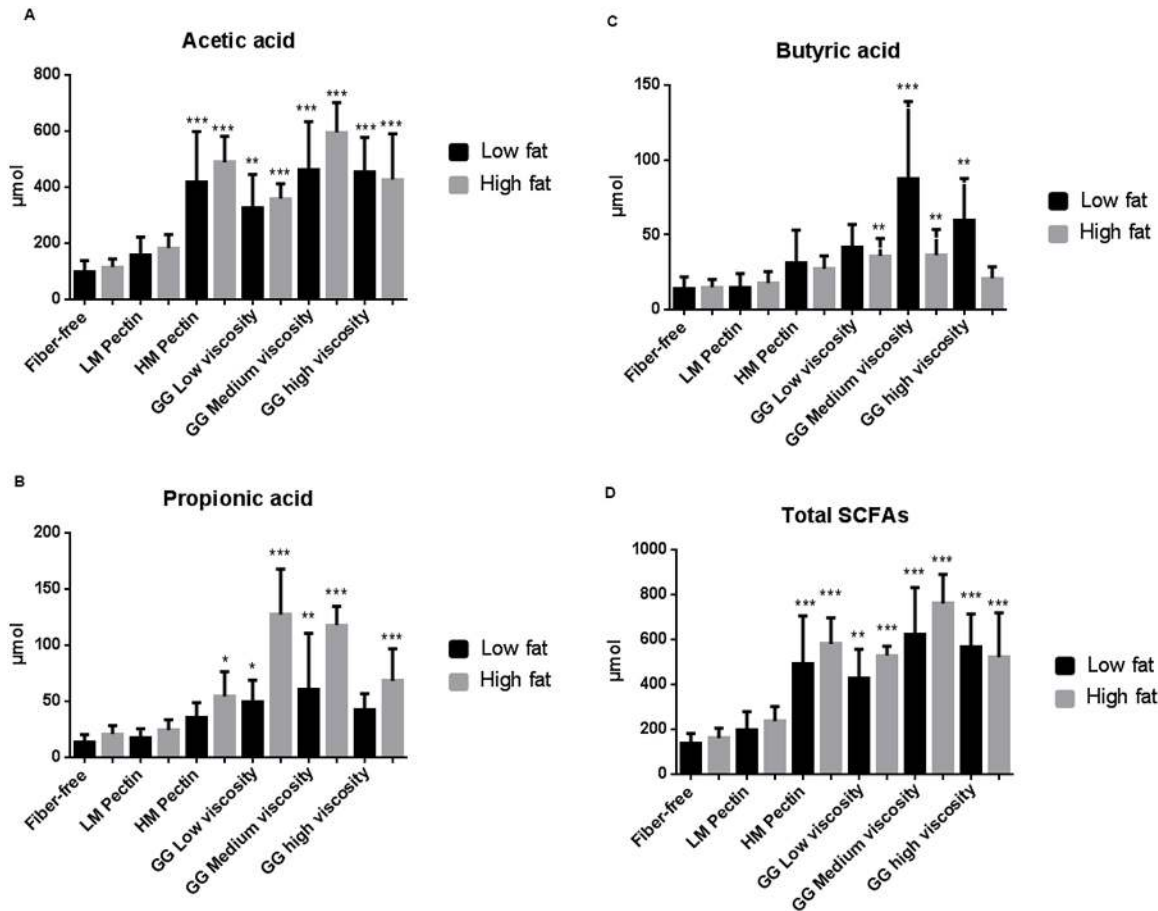 A
Acetic acid
800
600
400
200
0
µmol
*** *** ** *** *** *** *** ***
Fiber-free
LM Pectin
HM Pectin
GG Low viscosity
GG Medium viscosity
GG high viscosity
Low fat
High fat
C
Butyric acid
150
100
50
0
µmol
** *** ** **
Fiber-free
LM Pectin
HM Pectin
GG Low viscosity
GG Medium viscosity
GG high viscosity
Low fat
High fat
B
Propionic acid
200
150
100
50
0
µmol
* * *** ** *** ***
Fiber-free
LM Pectin
HM Pectin
GG Low viscosity
GG Medium viscosity
GG high viscosity
Low fat
High fat
D
Total SCFAs
1000
800
600
400
200
0
µmol
*** *** ** *** *** *** *** ***
Fiber-free
LM Pectin
HM Pectin
GG Low viscosity
GG Medium viscosity
GG high viscosity
Low fat
High fat